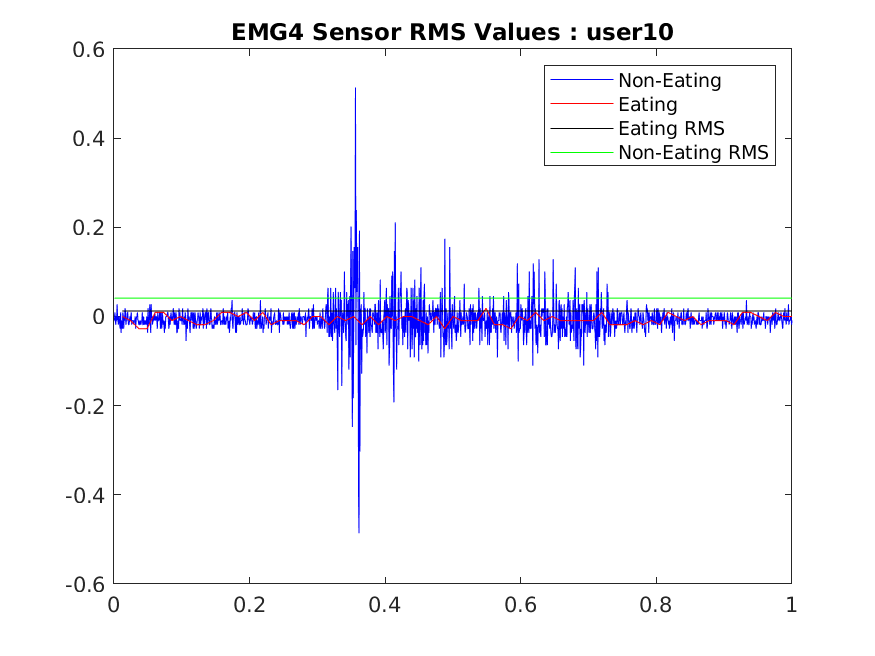 EMG4 Sensor RMS Values : user10
0.6
0.4
0.2
0
-0.2
-0.4
-0.6
0 0.2 0.4 0.6 0.8 1
Non-Eating
Eating
Eating RMS
Non-Eating RMS